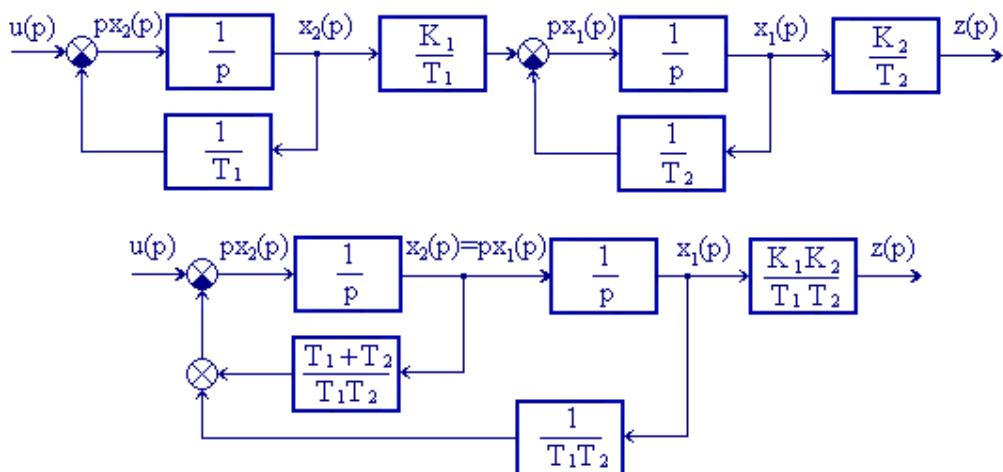 u(p) px₂(p) 1/p x₂(p) K₁/T₁ px₁(p) 1/p x₁(p) K₂/T₂ z(p)
1/T₁ 1/T₂
u(p) px₂(p) 1/p x₂(p)=px₁(p) 1/p x₁(p) K₁K₂/T₁T₂ z(p)
T₁+T₂/T₁T₂
1/T₁T₂